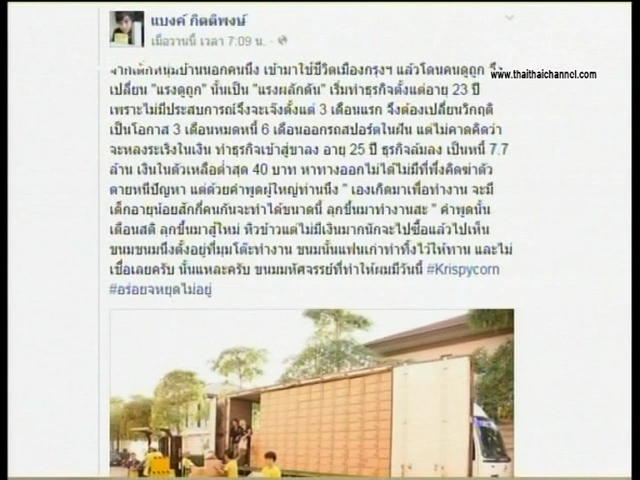 แบงค์ กิตติพงษ์
เมื่อวานนี้ เวลา 7:09 น.
www.thaithaichannel.com
จากเด็กหนุ่มบ้านนอกคนนึง เข้ามาใช้ชีวิตเมืองกรุงฯ แล้วโดนคนดูถูก จึง
เปลี่ยน "แรงดูถูก" นั้นเป็น "แรงผลักดัน" เริ่มทำธุรกิจตั้งแต่อายุ 23 ปี
เพราะไม่มีประสบการณ์จึงจะเจ๊งตั้งแต่ 3 เดือนแรก จึงต้องเปลี่ยนวิกฤติ
เป็นโอกาส 3 เดือนหมดหนี้ 6 เดือนออกรถสปอร์ตในฝัน แต่ไม่คาดคิดว่า
จะหลงระเริงในเงิน ทำธุรกิจเข้าสู่ขาลง อายุ 25 ปี ธุรกิจล้มลง เป็นหนี้ 7.7
ล้าน เงินในตัวเหลือต่ำสุด 40 บาท หาทางออกไม่ได้ไม่มีที่พึ่งคิดฆ่าตัว
ตายหนีปัญหา แต่ด้วยคำพูดผู้ใหญ่ท่านนึง " เองเกิดมาเพื่อทำงาน จะมี
เด็กอายุน้อยสักกี่คนกันจะทำได้ขนาดนี้ ลุกขึ้นมาทำงานสะ " คำพูดนั้น
เตือนสติ ลุกขึ้นมาสู้ใหม่ หิวข้าวแต่ไม่มีเงินมากนักจะไปซื้อแล้วไปเห็น
ขนมขนมนึงตั้งอยู่ที่มุมโต๊ะทำงาน ขนมนั้นแฟนเก่าทำทิ้งไว้ให้ทาน และไม่
เชื่อเลยครับ นั้นแหละครับ ขนมมหัศจรรย์ที่ทำให้ผมมีวันนี้ #Krispycorn
#อร่อยจหยุดไม่อยู่